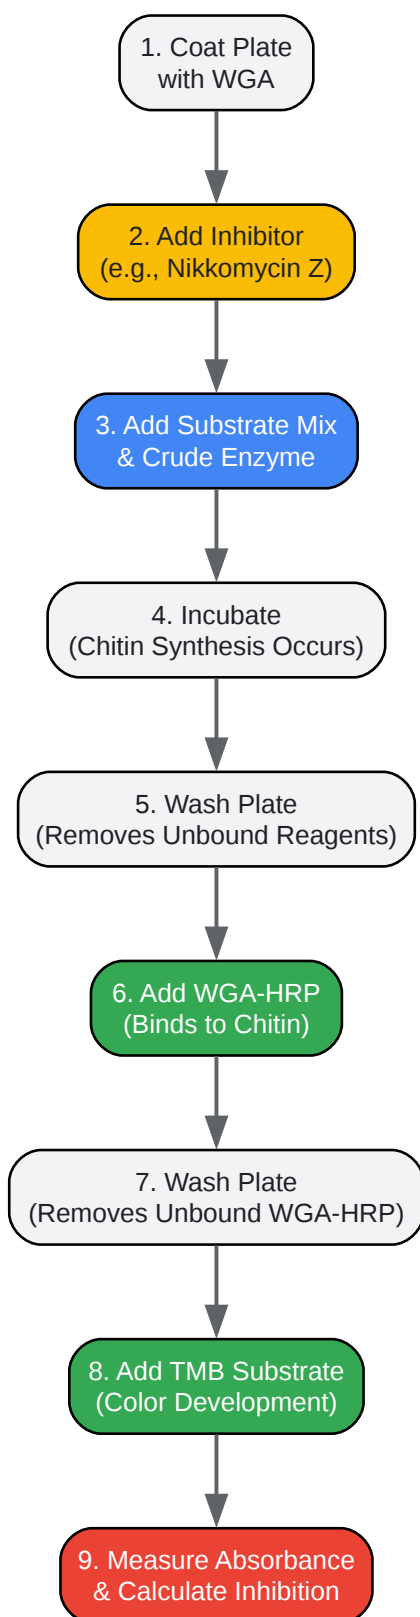 1. Coat Plate
with WGA
2. Add Inhibitor
(e.g., Nikkomycin Z)
3. Add Substrate Mix
& Crude Enzyme
4. Incubate
(Chitin Synthesis Occurs)
5. Wash Plate
(Removes Unbound Reagents)
6. Add WGA-HRP
(Binds to Chitin)
7. Wash Plate
(Removes Unbound WGA-HRP)
8. Add TMB Substrate
(Color Development)
9. Measure Absorbance
& Calculate Inhibition